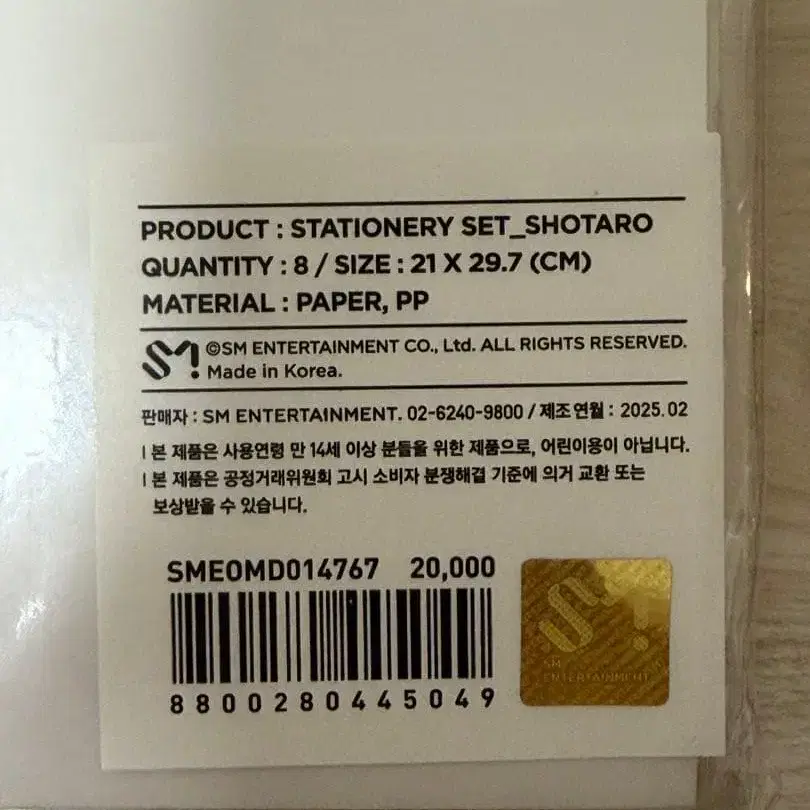 PRODUCT : STATIONERY SET_SHOTARO
QUANTITY : 8 / SIZE : 21 X 29.7 (CM)
MATERIAL : PAPER, PP
SM! ©SM ENTERTAINMENT CO., Ltd. ALL RIGHTS RESERVED.
Made in Korea.
판매자 : SM ENTERTAINMENT. 02-6240-9800 / 제조연월 : 2025.02
l 본 제품은 사용연령 만 14세 이상 분들을 위한 제품으로, 어린이용이 아닙니다.
l 본 제품은 공정거래위원회 고시 소비자 분쟁해결 기준에 의거 교환 또는
보상받을 수 있습니다.
SMEOMD014767 20,000
8800280445049
SM!
SM
ENTERTAINMENT